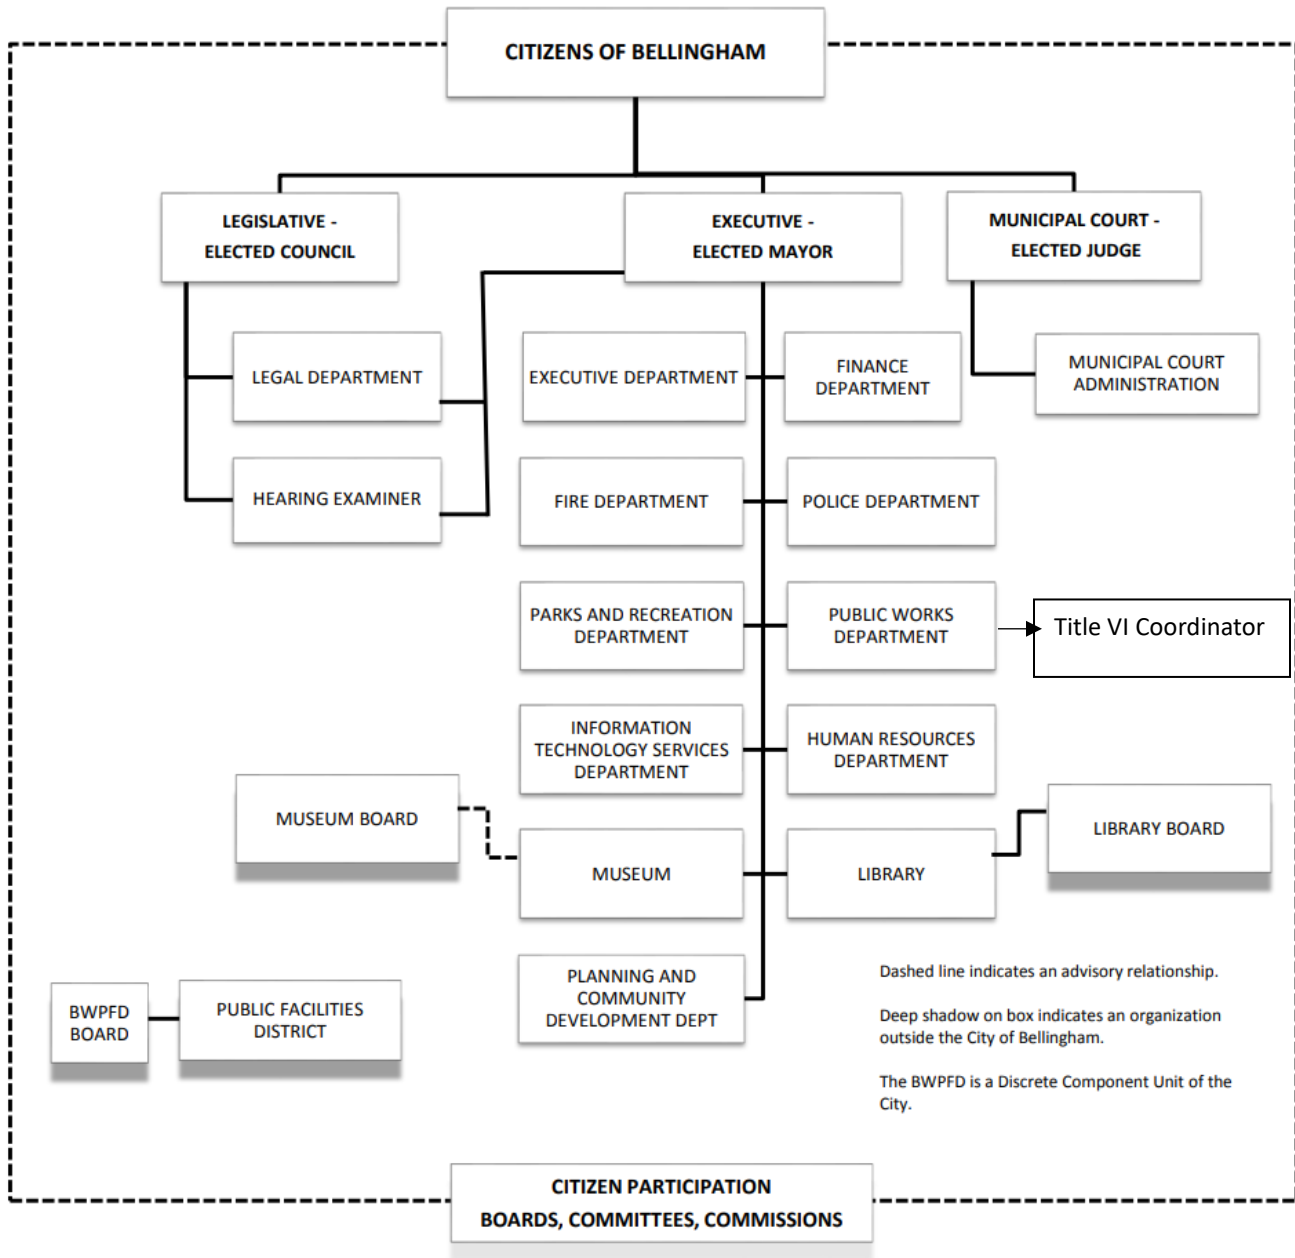 CITIZENS OF BELLINGHAM
LEGISLATIVE -
ELECTED COUNCIL
EXECUTIVE -
ELECTED MAYOR
MUNICIPAL COURT -
ELECTED JUDGE
LEGAL DEPARTMENT
EXECUTIVE DEPARTMENT
FINANCE
DEPARTMENT
MUNICIPAL COURT
ADMINISTRATION
HEARING EXAMINER
FIRE DEPARTMENT
POLICE DEPARTMENT
PARKS AND RECREATION
DEPARTMENT
PUBLIC WORKS
DEPARTMENT
Title VI Coordinator
INFORMATION
TECHNOLOGY SERVICES
DEPARTMENT
HUMAN RESOURCES
DEPARTMENT
MUSEUM BOARD
MUSEUM
LIBRARY
LIBRARY BOARD
PLANNING AND
COMMUNITY
DEVELOPMENT DEPT
BWPFD
BOARD
PUBLIC FACILITIES
DISTRICT
Dashed line indicates an advisory relationship.
Deep shadow on box indicates an organization
outside the City of Bellingham.
The BWPFD is a Discrete Component Unit of the
City.
CITIZEN PARTICIPATION
BOARDS, COMMITTEES, COMMISSIONS